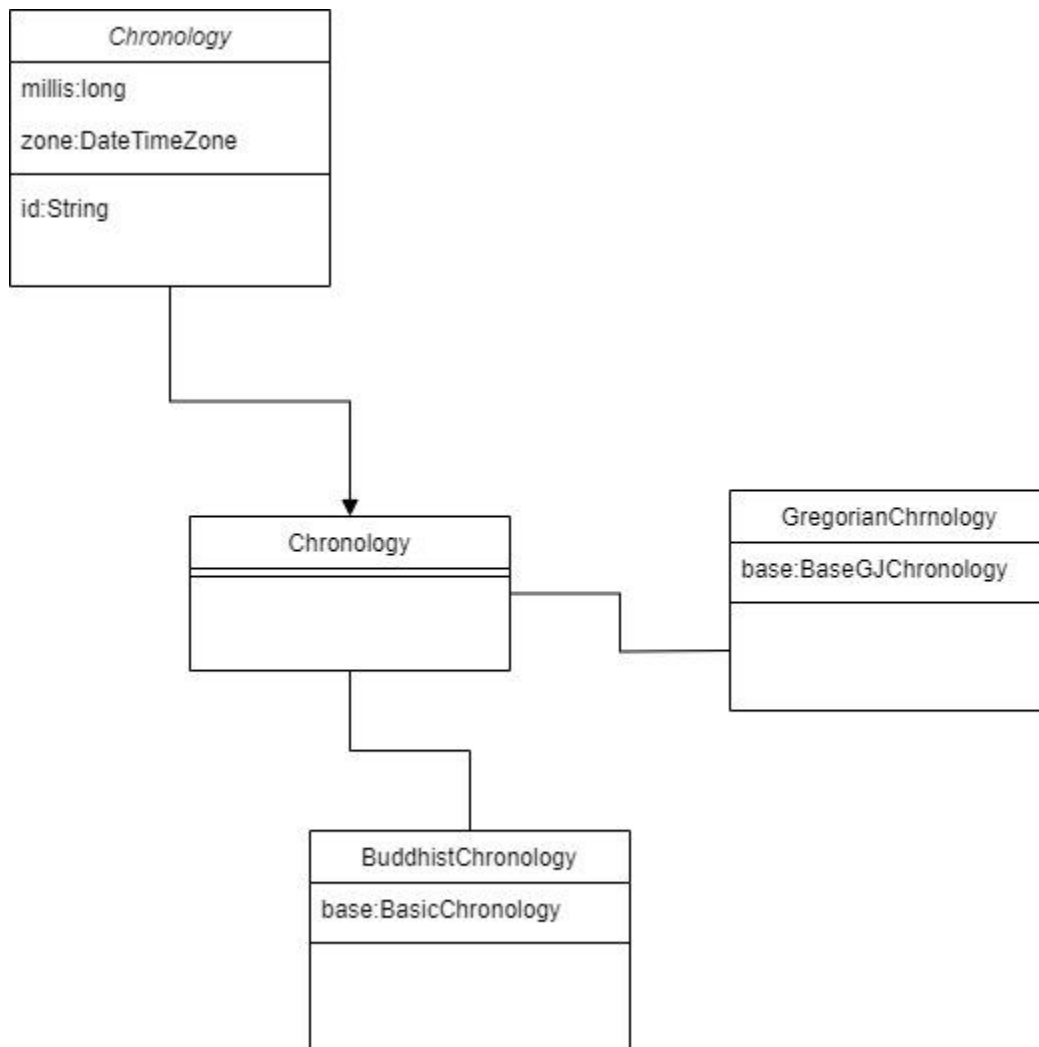 Chronology
millis:long
zone:DateTimeZone
id:String
Chronology
GregorianChrnology
base:BaseGJChronology
BuddhistChronology
base:BasicChronology